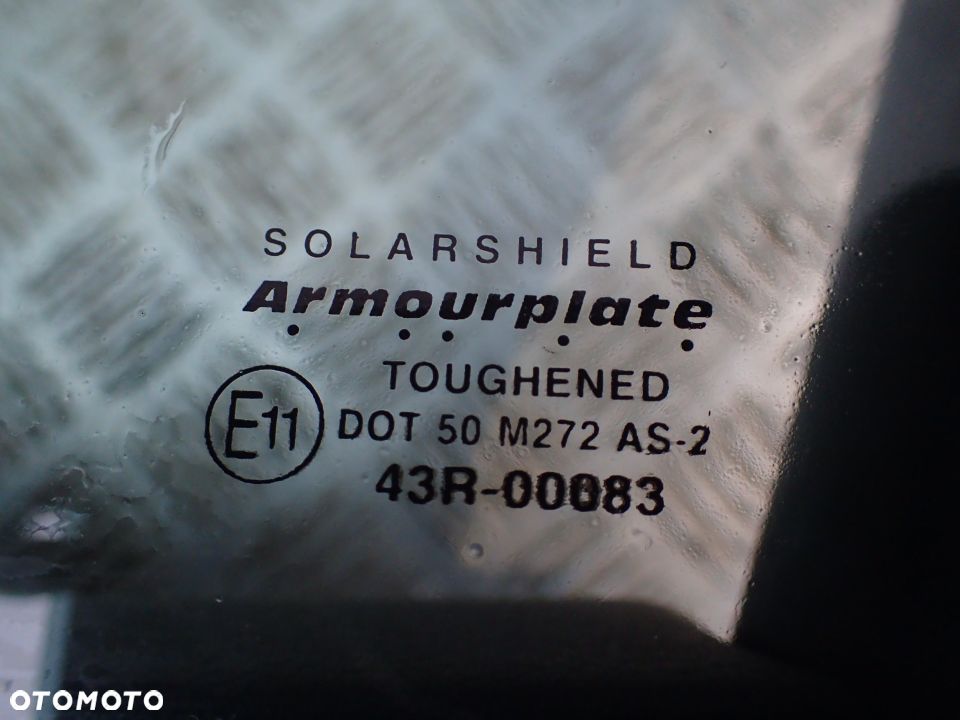 SOLARSHIELD
Armourplate
TOUGHENED
E11 DOT 50 M272 AS-2
43R-00083
OTOMOTO